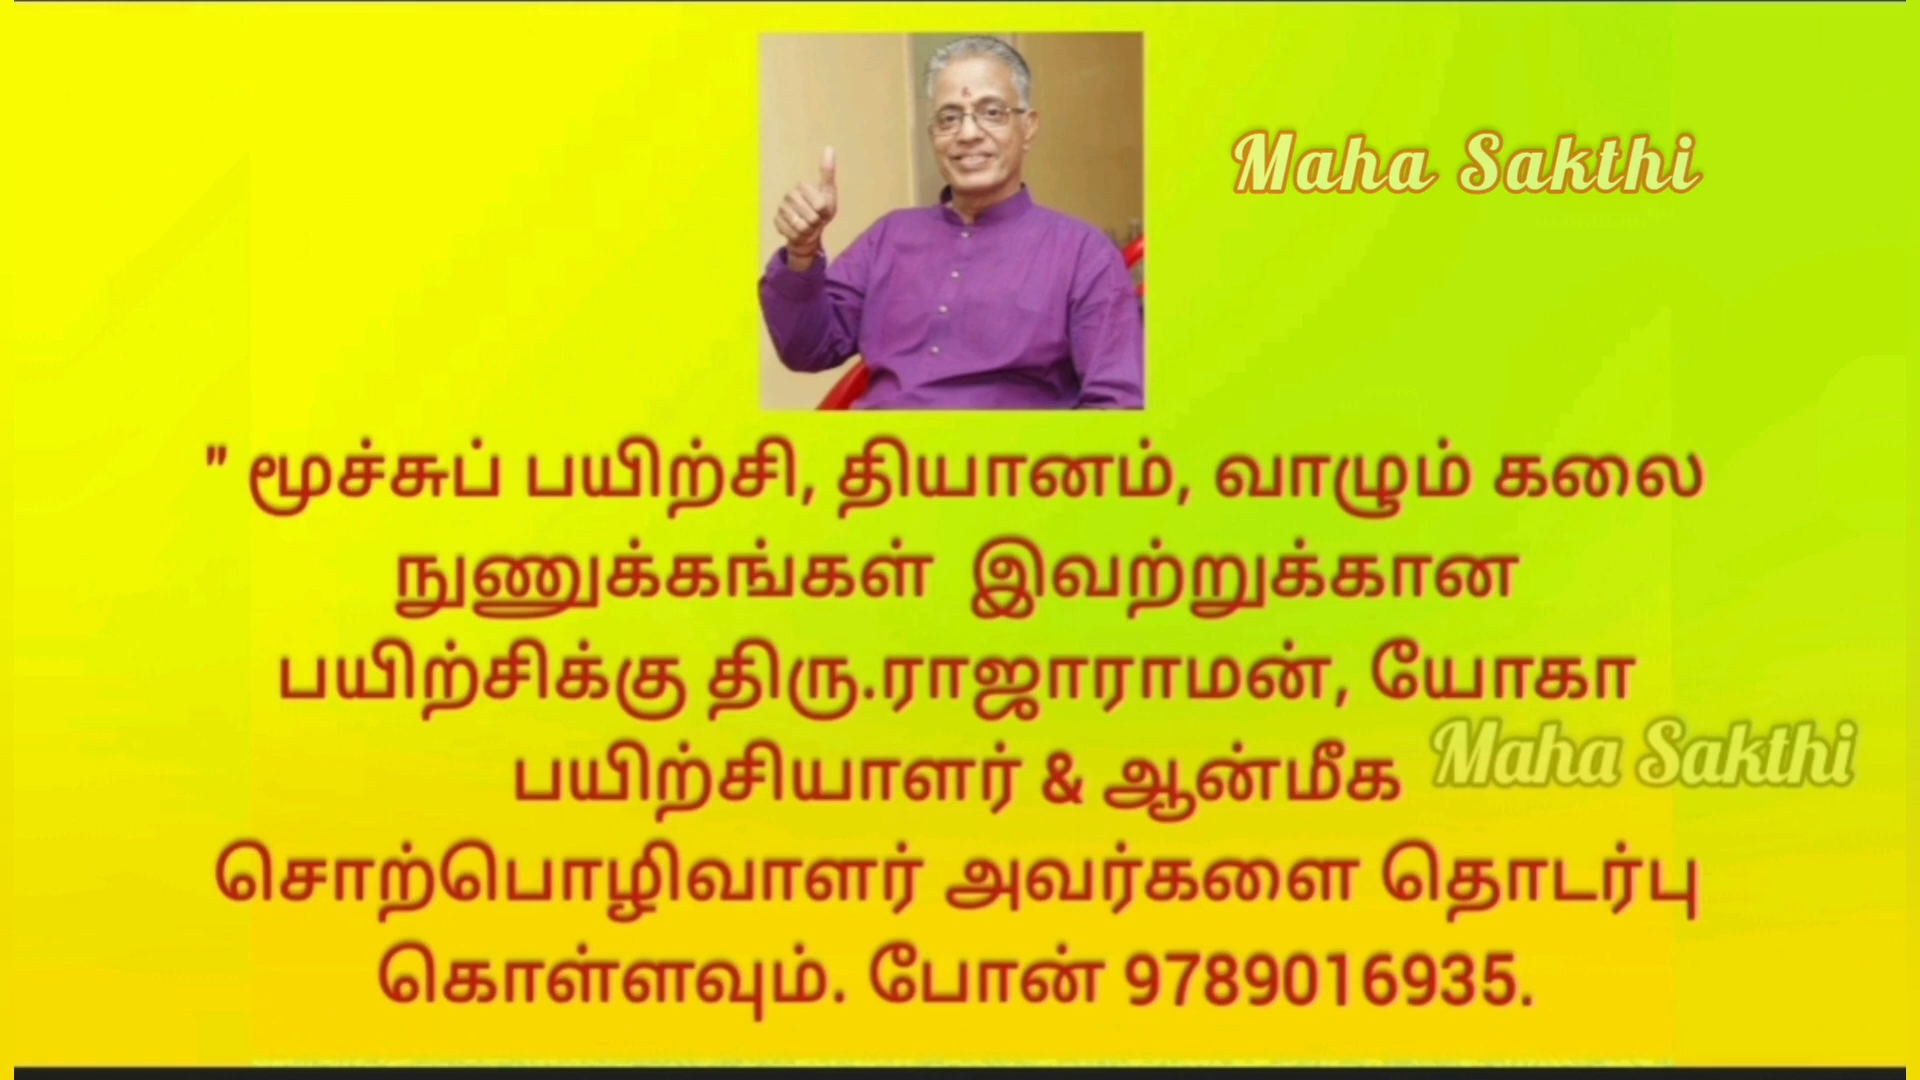 Maha Sakthi
" மூச்சுப் பயிற்சி, தியானம், வாழும் கலை
நுணுக்கங்கள் இவற்றுக்கான
பயிற்சிக்கு திரு.ராஜாராமன், யோகா
பயிற்சியாளர் & ஆன்மீக
Maha Sakthi
சொற்பொழிவாளர் அவர்களை தொடர்பு
கொள்ளவும். போன் 9789016935.